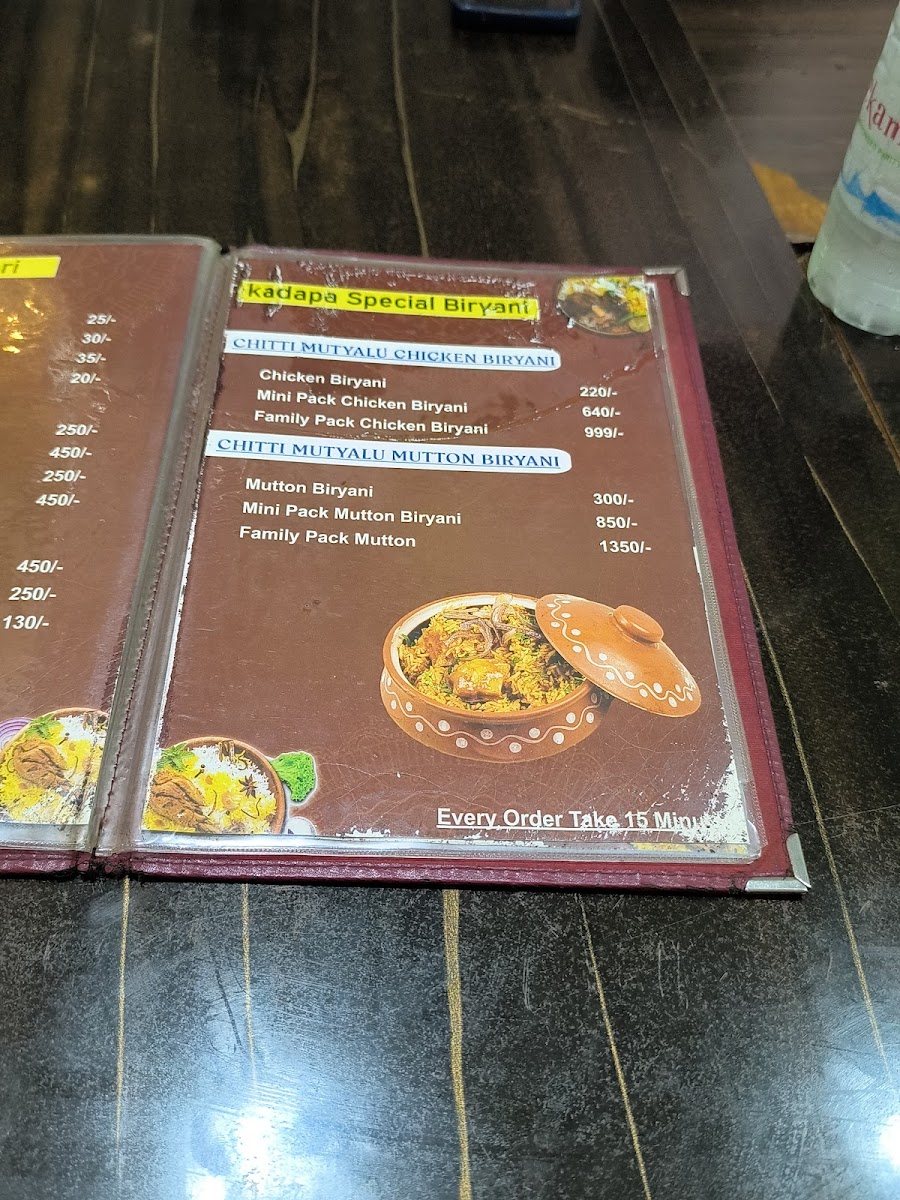 ri
25/-
30/-
35/-
20/-
250/-
450/-
250/-
450/-
450/-
250/-
130/-
kadapa Special Biryani
CHITTI MUTYALU CHICKEN BIRYANI
Chicken Biryani 220/-
Mini Pack Chicken Biryani 640/-
Family Pack Chicken Biryani 999/-
CHITTI MUTYALU MUTTON BIRYANI
Mutton Biryani 300/-
Mini Pack Mutton Biryani 850/-
Family Pack Mutton 1350/-
Every Order Take 15 Minu